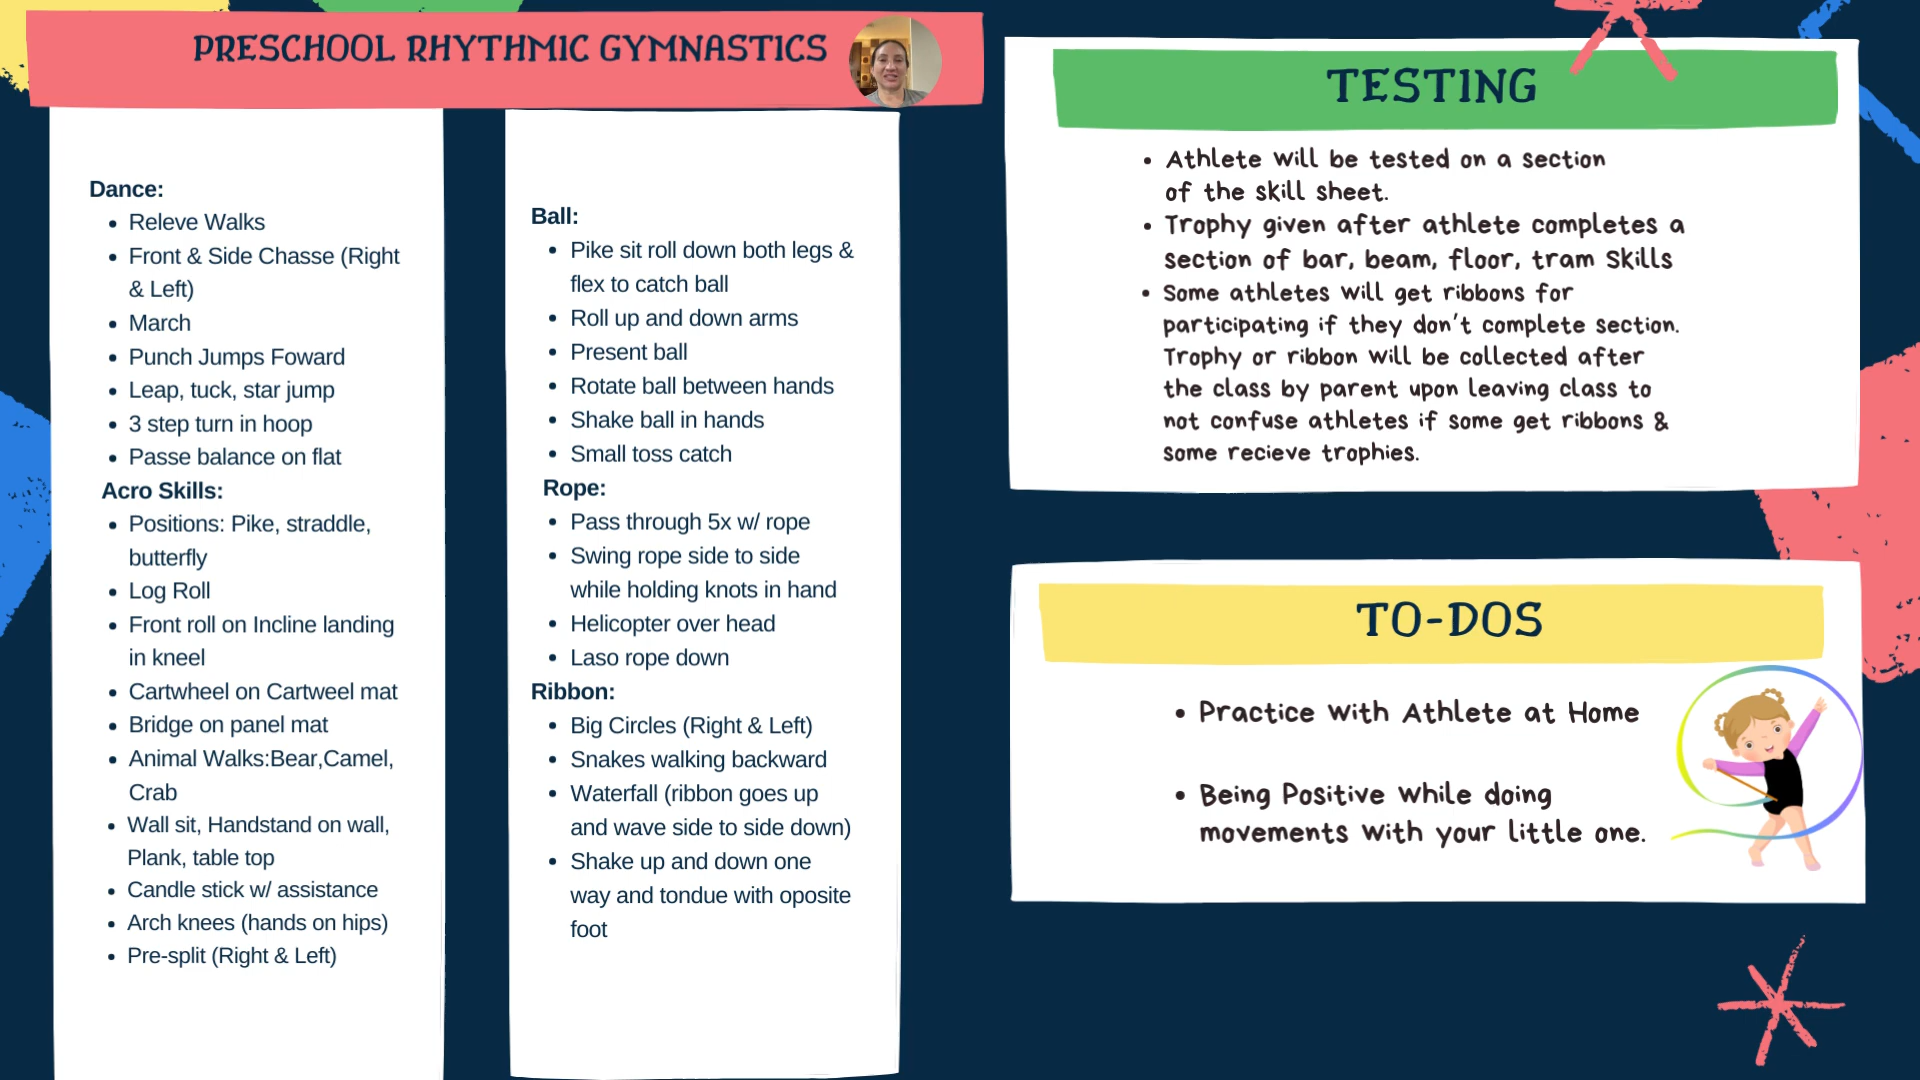 PRESCHOOL RHYTHMIC GYMNASTICS
Dance:
Releve Walks
Front & Side Chasse (Right
& Left)
March
Punch Jumps Foward
Leap, tuck, star jump
3 step turn in hoop
Passe balance on flat
Acro Skills:
Positions: Pike, straddle,
butterfly
Log Roll
Front roll on Incline landing
in kneel
Cartwheel on Cartweel mat
Bridge on panel mat
Animal Walks:Bear,Camel,
Crab
Wall sit, Handstand on wall,
Plank, table top
Candle stick w/ assistance
Arch knees (hands on hips)
Pre-split (Right & Left)
Ball:
Pike sit roll down both legs &
flex to catch ball
Roll up and down arms
Present ball
Rotate ball between hands
Shake ball in hands
Small toss catch
Rope:
Pass through 5x w/ rope
Swing rope side to side
while holding knots in hand
Helicopter over head
Laso rope down
Ribbon:
Big Circles (Right & Left)
Snakes walking backward
Waterfall (ribbon goes up
and wave side to side down)
Shake up and down one
way and tondue with oposite
foot
TESTING
Athlete will be tested on a section
of the skill sheet.
Trophy given after athlete completes a
section of bar, beam, floor, tram Skills
Some athletes will get ribbons for
participating if they don't complete section.
Trophy or ribbon will be collected after
the class by parent upon leaving class to
not confuse athletes if some get ribbons &
some recieve trophies.
TO-DOS
Practice with Athlete at Home
Being Positive while doing
movements with your little one.